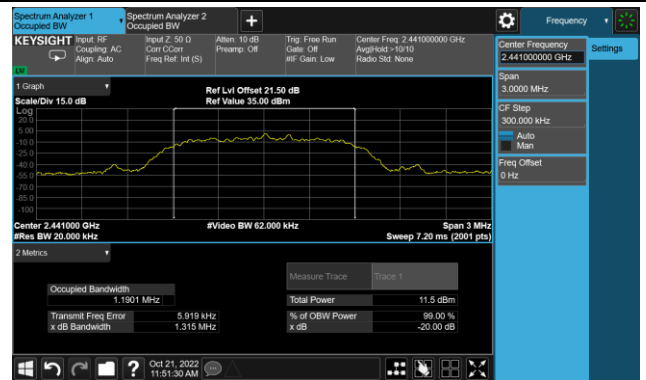 Spectrum Analyzer 1
Occupied BW
Spectrum Analyzer 2
Occupied BW
Frequency
KEYSIGHT
Input: RF
Coupling: AC
Align: Auto
Input Z: 50 Ω
Corr CCorr
Freq Ref: Int (S)
Atten: 10 dB
Preamp: Off
Trig: Free Run
Gate: Off
#IF Gain: Low
Center Freq: 2.441000000 GHz
Avg|Hold:>10/10
Radio Std: None
LW
Center Frequency
2.441000000 GHz
Settings
Span
3.0000 MHz
CF Step
300.000 kHz
Auto
Man
Freq Offset
0 Hz
1 Graph
Scale/Div 15.0 dB
Ref Lvl Offset 21.50 dB
Ref Value 35.00 dBm
Log
20.0
5.00
-10.0
-25.0
-40.0
-55.0
-70.0
-85.0
-100
Center 2.441000 GHz
#Video BW 62.000 kHz
Span 3 MHz
#Res BW 20.000 kHz
Sweep 7.20 ms (2001 pts)
2 Metrics
Measure Trace
Trace 1
Occupied Bandwidth
1.1901 MHz
Total Power
11.5 dBm
Transmit Freq Error
5.919 kHz
% of OBW Power
99.00 %
x dB Bandwidth
1.315 MHz
x dB
-20.00 dB
?
Oct 21, 2022
11:51:30 AM